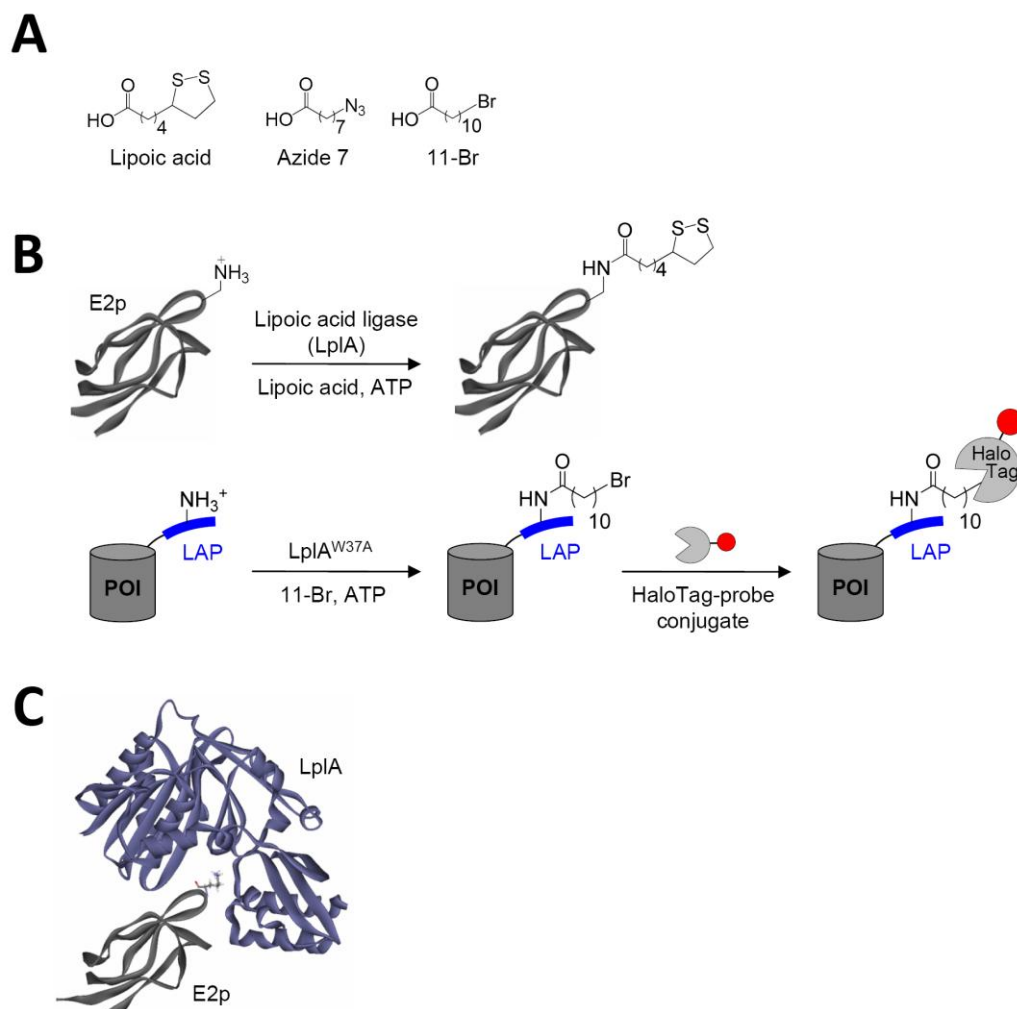 A
O
S S
HO
4
Lipoic acid
O
N3
HO
7
Azide 7
O
Br
HO
10
11-Br
B
+
NH3
E2p
Lipoic acid ligase
(LplA)
Lipoic acid, ATP
O
S S
HN
4
NH3+
LAP
POI
LplAW37A
11-Br, ATP
O
Br
HN
10
LAP
POI
HaloTag-probe
conjugate
Halo
Tag
O
HN
10
LAP
POI
C
LplA
E2p